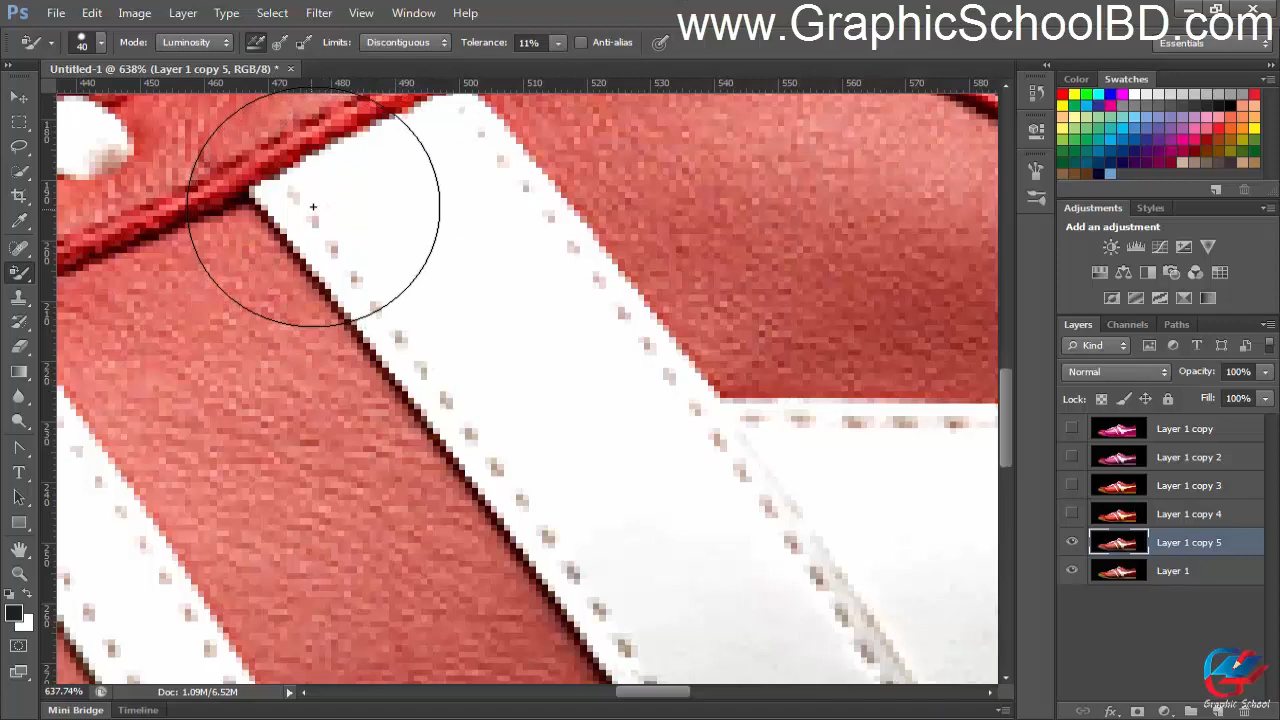 www.GraphicSchoolBD.com
Ps File Edit Image Layer Type Select Filter View Window Help
40 Mode: Luminosity Limits: Discontiguous Tolerance: 11% Anti-alias Essentials
Untitled-1 @ 638% (Layer 1 copy 5, RGB/8) *
440 450 460 470 480 490 500 510 520 530 540 550 560 570 580
Color Swatches
Adjustments Styles
Add an adjustment
Layers Channels Paths
Kind
Normal Opacity: 100%
Lock: Fill: 100%
Layer 1 copy
Layer 1 copy 2
Layer 1 copy 3
Layer 1 copy 4
Layer 1 copy 5
Layer 1
637.74% Doc: 1.09M/6.52M
Mini Bridge Timeline
Graphic School